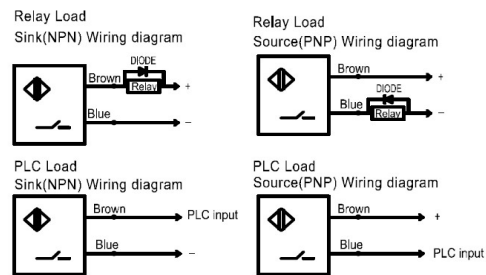 Relay Load
Sink(NPN) Wiring diagram
DIODE
Brown
Relay
+
Blue
−
Relay Load
Source(PNP) Wiring diagram
Brown
+
DIODE
Blue
Relay
−
PLC Load
Sink(NPN) Wiring diagram
Brown
PLC input
Blue
−
PLC Load
Source(PNP) Wiring diagram
Brown
+
Blue
PLC input